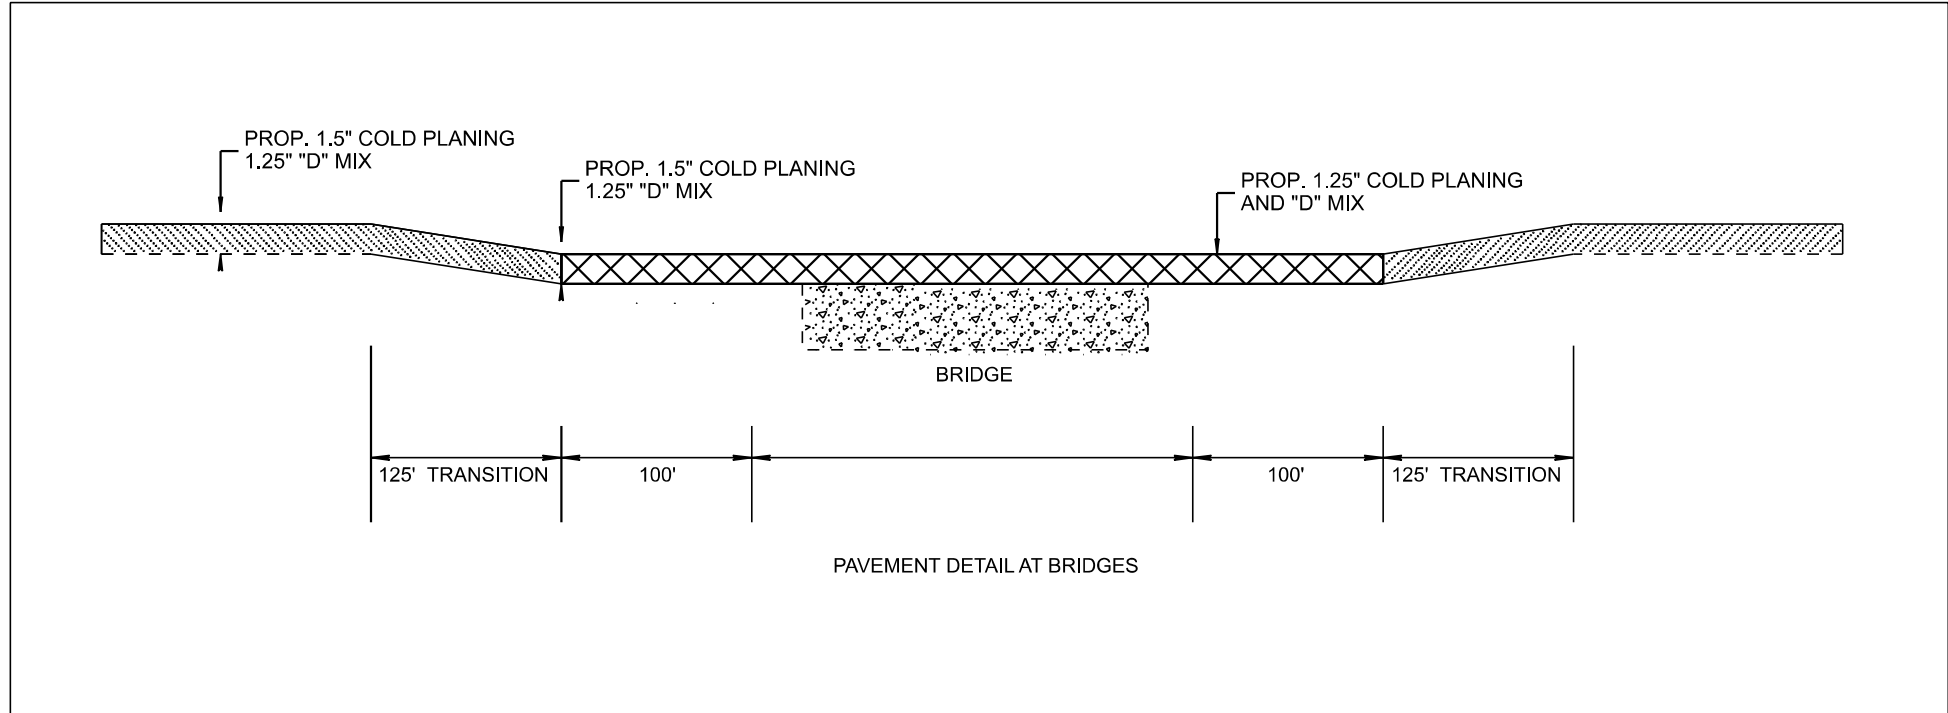 PROP. 1.5" COLD PLANING
1.25" "D" MIX
PROP. 1.5" COLD PLANING
1.25" "D" MIX
PROP. 1.25" COLD PLANING
AND "D" MIX
BRIDGE
125' TRANSITION
100'
100'
125' TRANSITION
PAVEMENT DETAIL AT BRIDGES